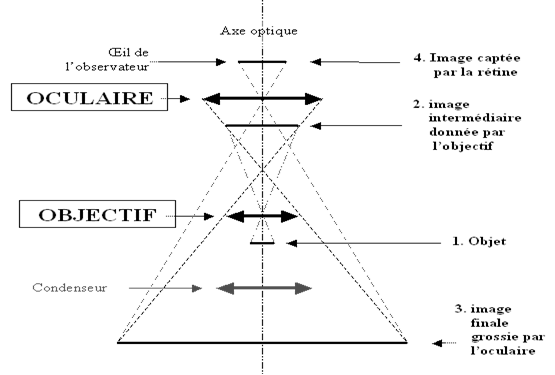 Axe optique
Œil de
l'observateur
4. Image captée
par la rétine
OCULAIRE
2. image
intermédiaire
donnée par
l'objectif
OBJECTIF
1. Objet
Condenseur
3. image
finale
grossie par
l'oculaire